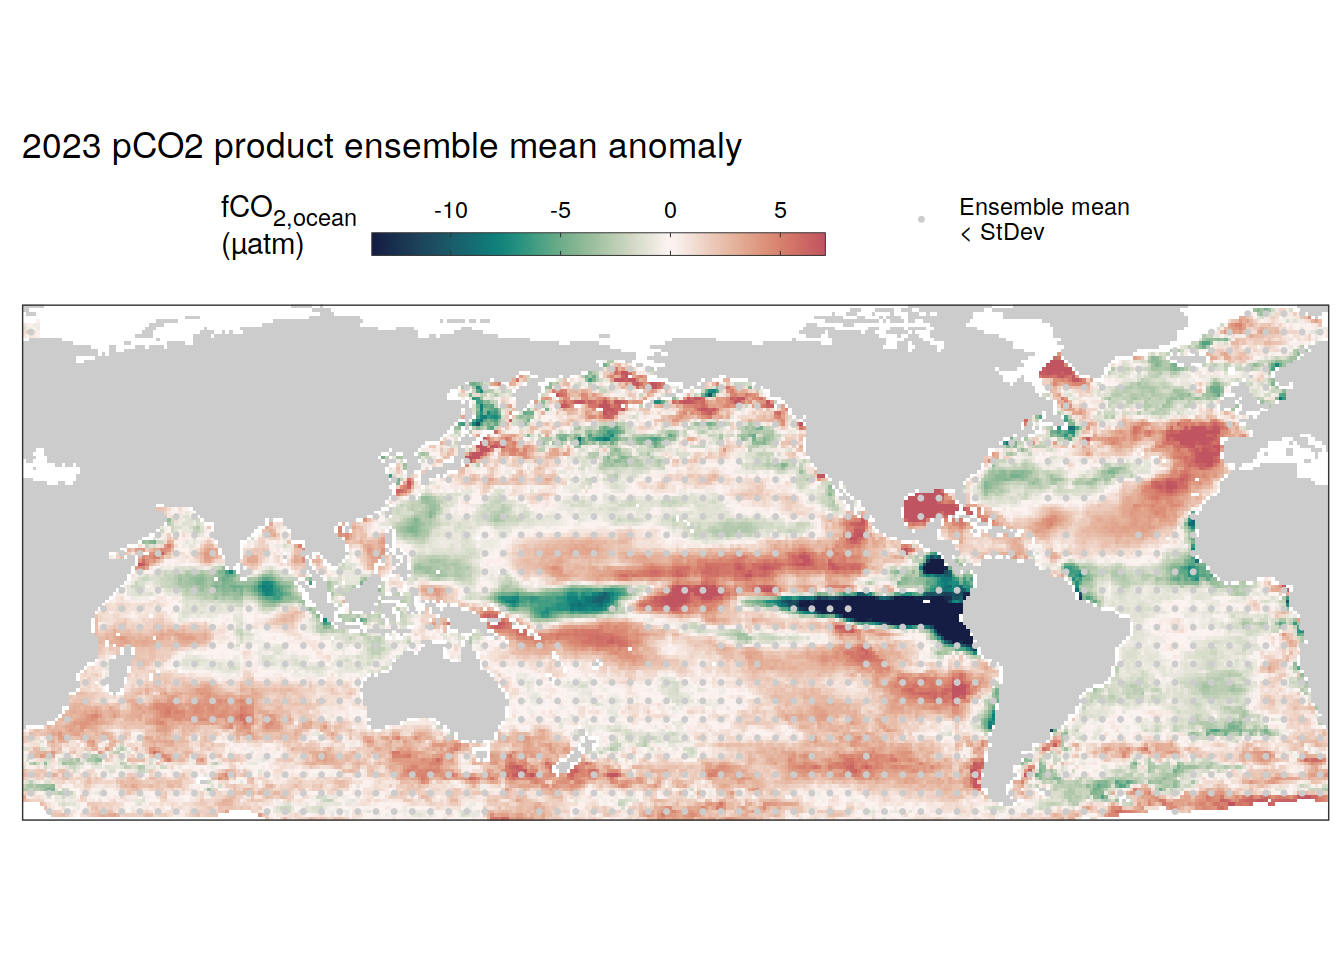 2023 pCO2 product ensemble mean anomaly
fCO2,ocean
(µatm)
-10 -5 0 5
Ensemble mean
< StDev